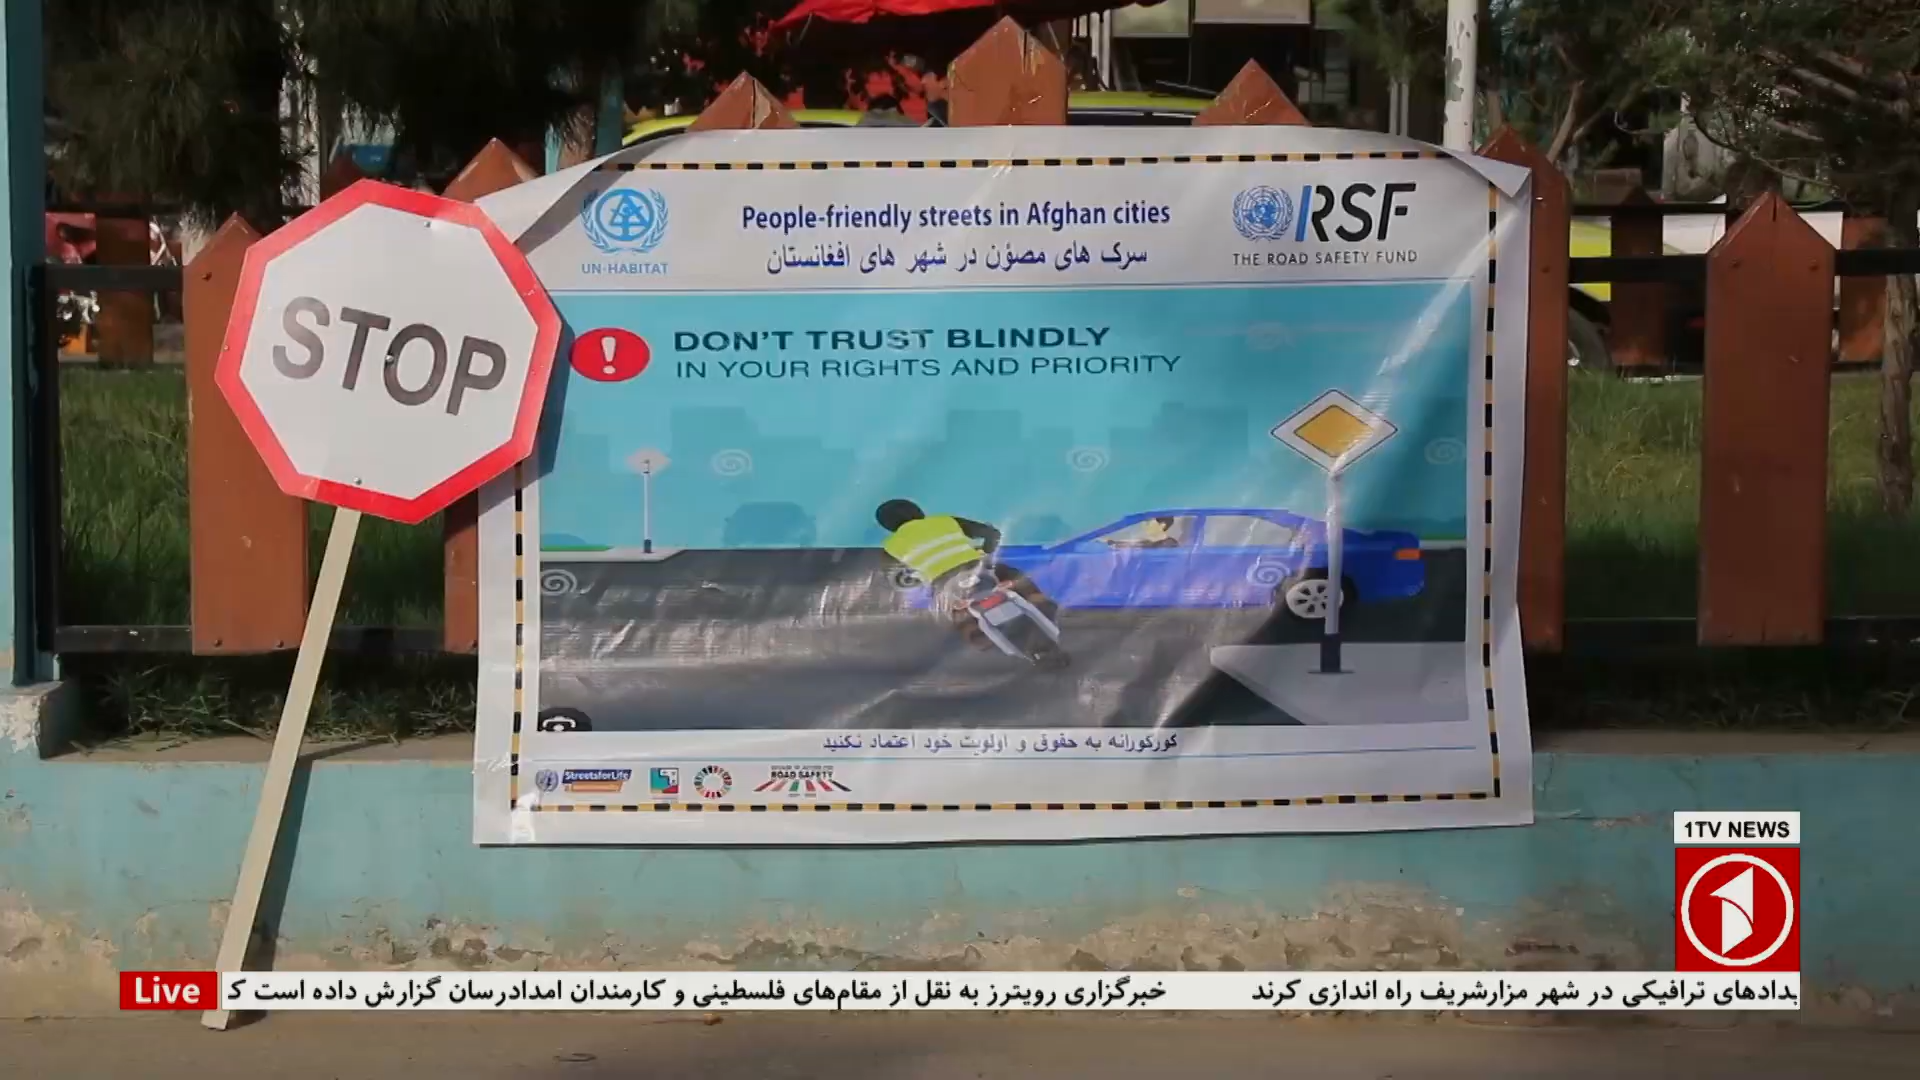 STOP
UN-HABITAT
People-friendly streets in Afghan cities
سرک های مصؤن در شهر های افغانستان
RSF
THE ROAD SAFETY FUND
!
DON'T TRUST BLINDLY
IN YOUR RIGHTS AND PRIORITY
کورکورانه به حقوق و اولویت خود اعتماد نکنید
StreetsforLife
ROAD SAFETY
1TV NEWS
Live
یدادهای ترافیکی در شهر مزارشریف راه اندازی کرند
خبرگزاری رویترز به نقل از مقام‌های فلسطینی و کارمندان امدادرسان گزارش داده است ک